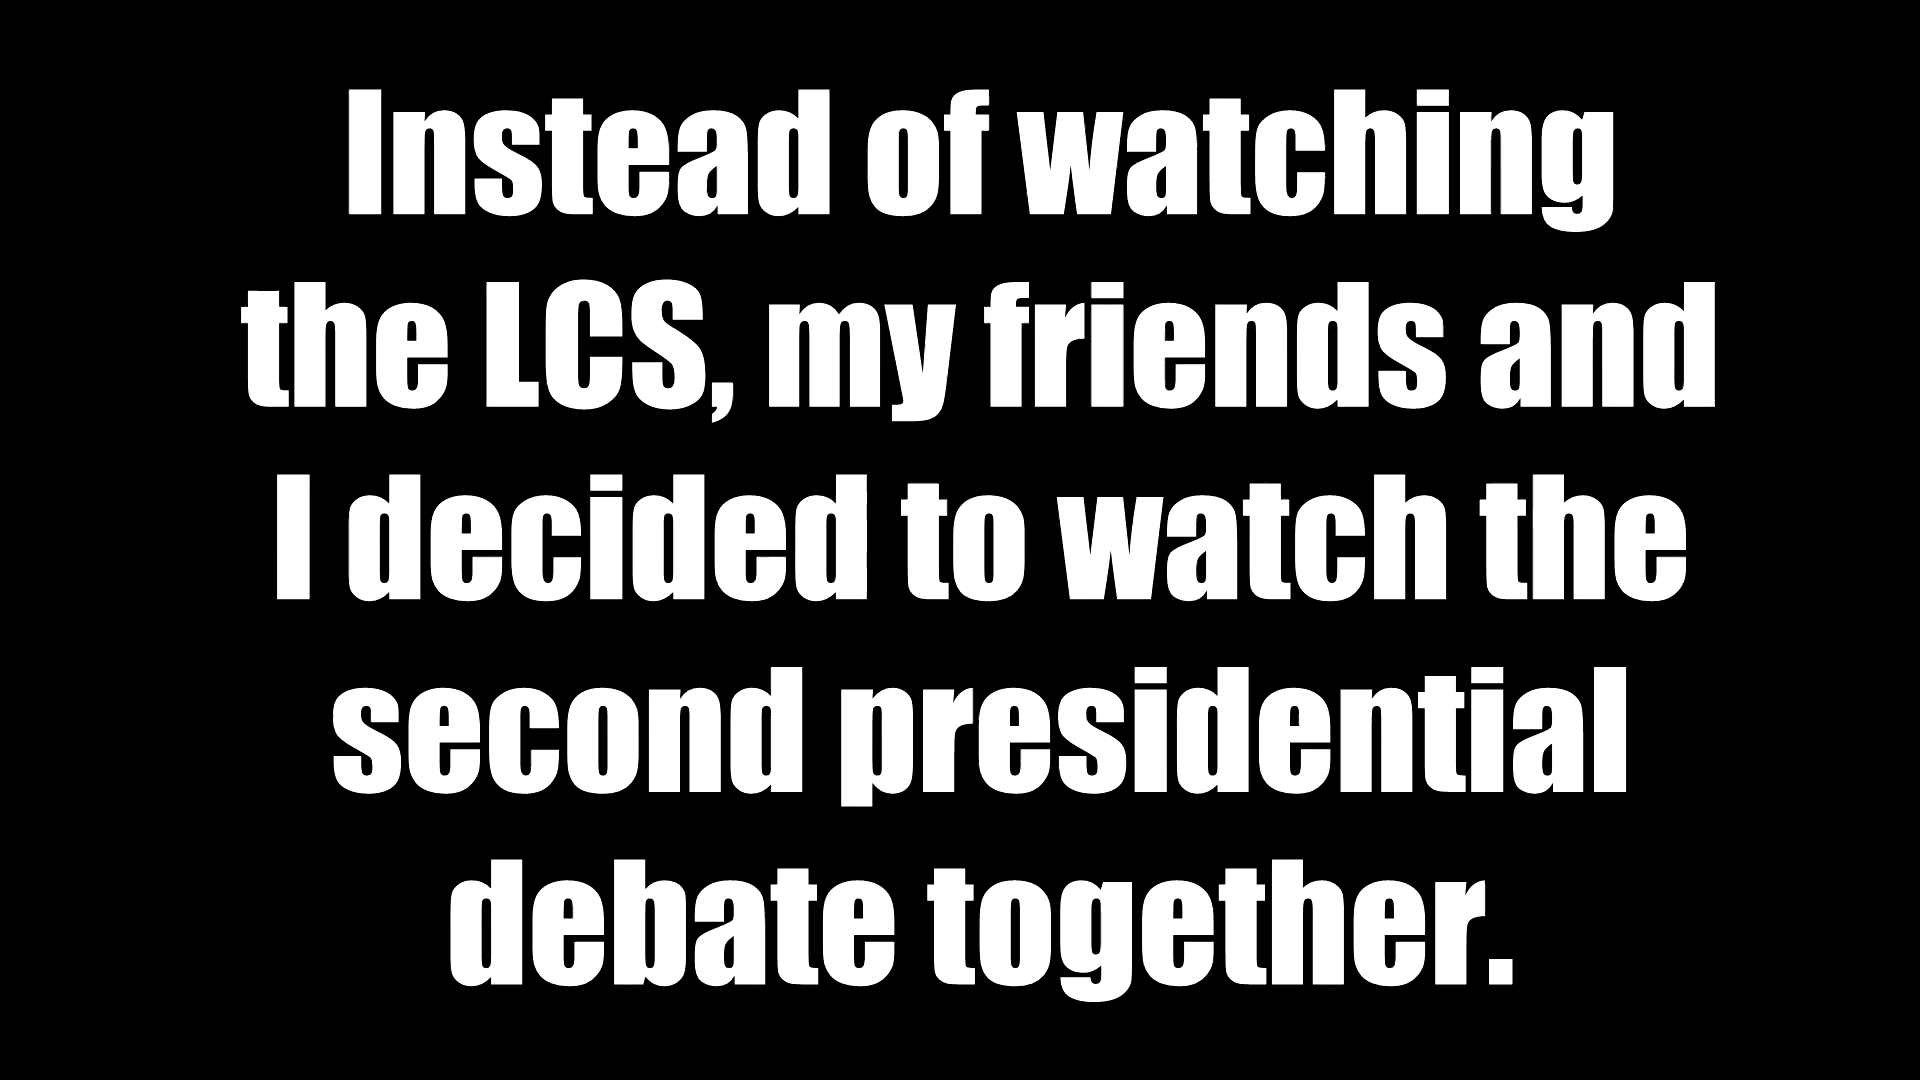 Instead of watching
the LCS, my friends and
I decided to watch the
second presidential
debate together.